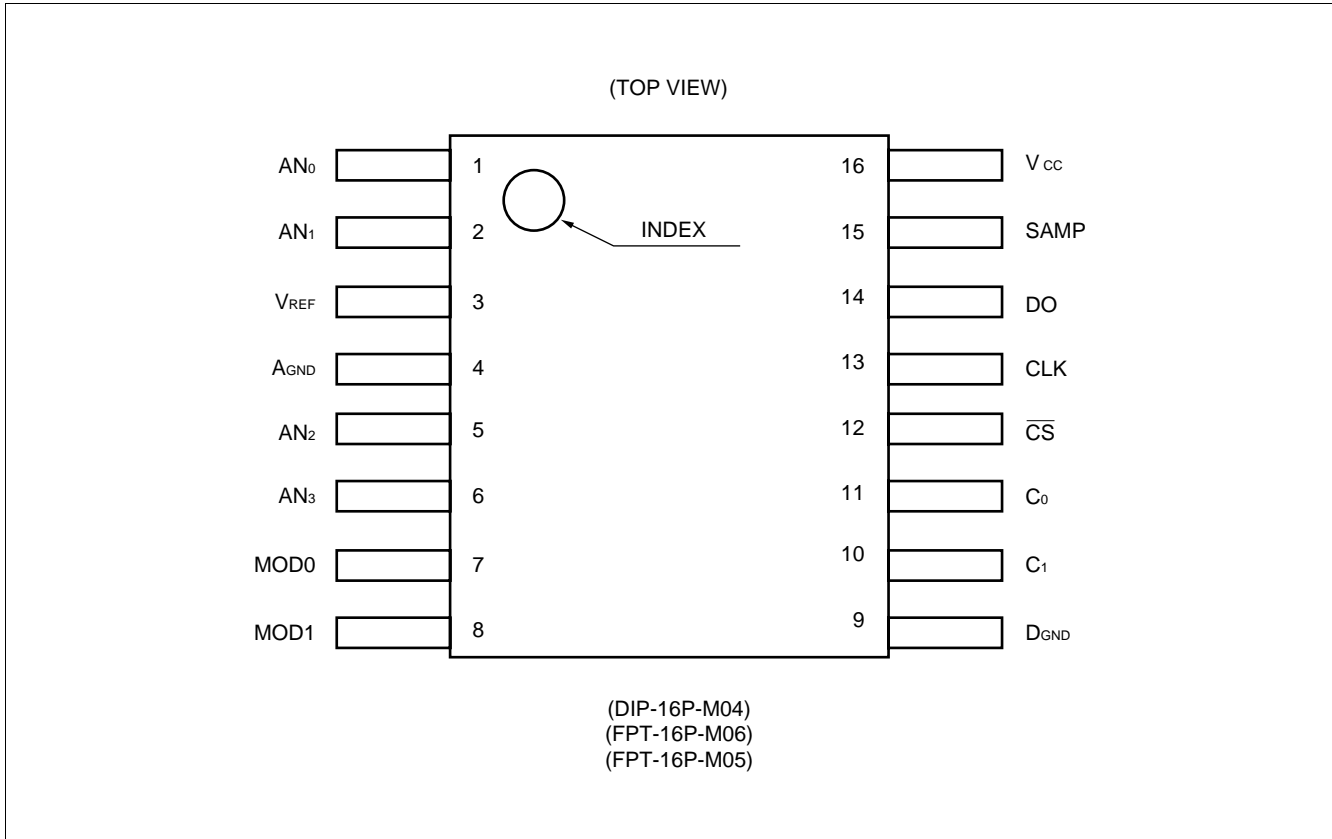 (TOP VIEW)
AN0 1 16 VCC
AN1 2 INDEX 15 SAMP
VREF 3 14 DO
AGND 4 13 CLK
AN2 5 12 C̅S̅
AN3 6 11 C0
MOD0 7 10 C1
MOD1 8 9 DGND
(DIP-16P-M04)
(FPT-16P-M06)
(FPT-16P-M05)